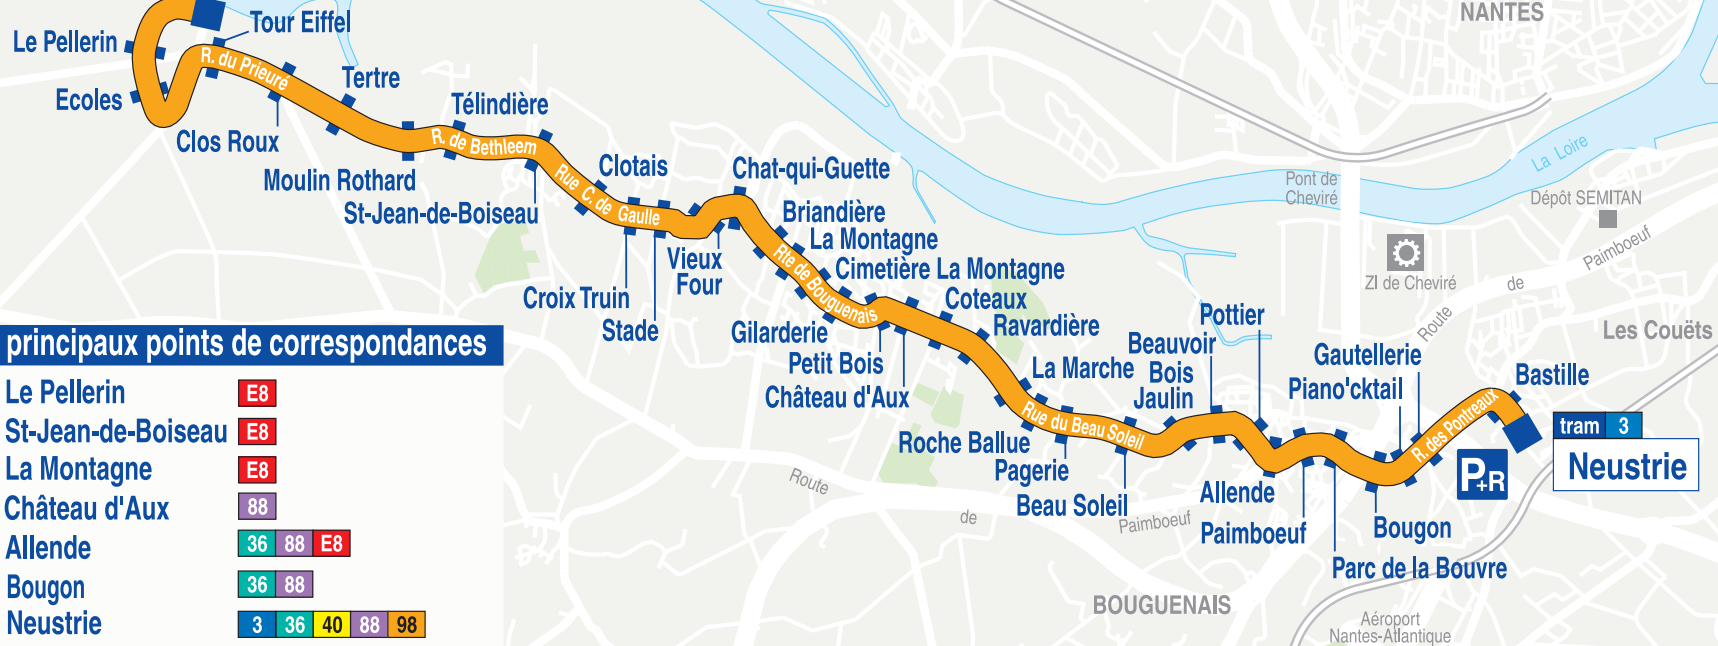 NANTES
Tour Eiffel
Le Pellerin
R. du Prieuré
Tertre
Ecoles
Télindière
Clos Roux
R. de Bethleem
La Loire
Clotais
Chat-qui-Guette
Moulin Rothard
Rue C. de Gaulle
Pont de
Cheviré
Dépôt SEMITAN
St-Jean-de-Boiseau
Briandière
La Montagne
Paimboeuf
Vieux
Four
Rte de Bouguenais
Cimetière La Montagne
ZI de Cheviré
de
Croix Truin
Coteaux
Stade
Gilarderie
Ravardière
Pottier
Route
Les Couëts
Petit Bois
Beauvoir
Gautellerie
La Marche
Bois
Jaulin
Piano'cktail
Bastille
Château d'Aux
Rue du Beau Soleil
R. des Pontreaux
tram 3
Neustrie
P+R
Roche Ballue
Pagerie
Route
Beau Soleil
Allende
de
Paimboeuf
Paimboeuf
Bougon
Parc de la Bouvre
BOUGUENAIS
Aéroport
Nantes-Atlantique
principaux points de correspondances
Le Pellerin E8
St-Jean-de-Boiseau E8
La Montagne E8
Château d'Aux 88
Allende 36 88 E8
Bougon 36 88
Neustrie 3 36 40 88 98